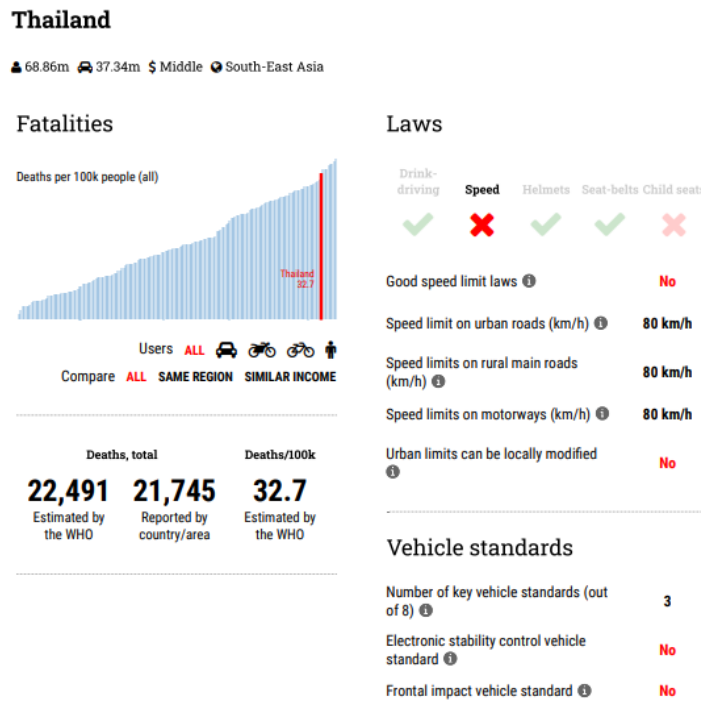 Thailand
68.86m 37.34m $ Middle South-East Asia
Fatalities
Deaths per 100k people (all)
Thailand
32.7
Users ALL
Compare ALL SAME REGION SIMILAR INCOME
Deaths, total Deaths/100k
22,491 21,745 32.7
Estimated by Reported by Estimated by
the WHO country/area the WHO
Laws
Drink-
driving Speed Helmets Seat-belts Child seats
Good speed limit laws No
Speed limit on urban roads (km/h) 80 km/h
Speed limits on rural main roads
(km/h) 80 km/h
Speed limits on motorways (km/h) 80 km/h
Urban limits can be locally modified
No
Vehicle standards
Number of key vehicle standards (out
of 8) 3
Electronic stability control vehicle
standard No
Frontal impact vehicle standard No